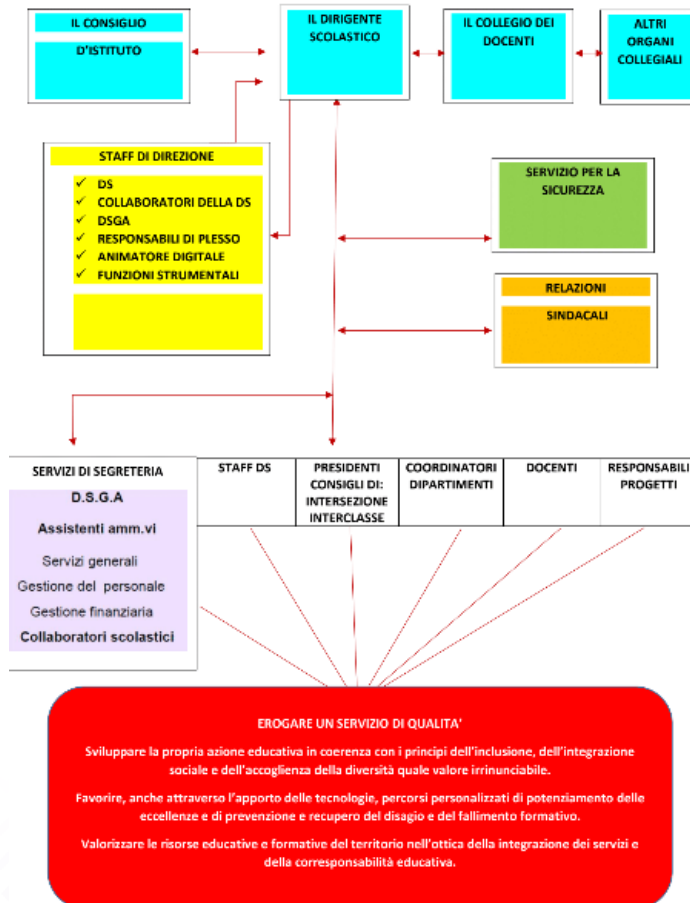 IL CONSIGLIO
D'ISTITUTO
IL DIRIGENTE
SCOLASTICO
IL COLLEGIO DEI
DOCENTI
ALTRI
ORGANI
COLLEGIALI
STAFF DI DIREZIONE
✓ DS
✓ COLLABORATORI DELLA DS
✓ DSGA
✓ RESPONSABILI DI PLESSO
✓ ANIMATORE DIGITALE
✓ FUNZIONI STRUMENTALI
SERVIZIO PER LA
SICUREZZA
RELAZIONI
SINDACALI
SERVIZI DI SEGRETERIA
D.S.G.A
Assistenti amm.vi
Servizi generali
Gestione del personale
Gestione finanziaria
Collaboratori scolastici
STAFF DS
PRESIDENTI
CONSIGLI DI:
INTERSEZIONE
INTERCLASSE
COORDINATORI
DIPARTIMENTI
DOCENTI
RESPONSABILI
PROGETTI
EROGARE UN SERVIZIO DI QUALITA'
Sviluppare la propria azione educativa in coerenza con i principi dell'inclusione, dell'integrazione
sociale e dell'accoglienza della diversità quale valore irrinunciabile.
Favorire, anche attraverso l'apporto delle tecnologie, percorsi personalizzati di potenziamento delle
eccellenze e di prevenzione e recupero del disagio e del fallimento formativo.
Valorizzare le risorse educative e formative del territorio nell'ottica della integrazione dei servizi e
della corresponsabilità educativa.